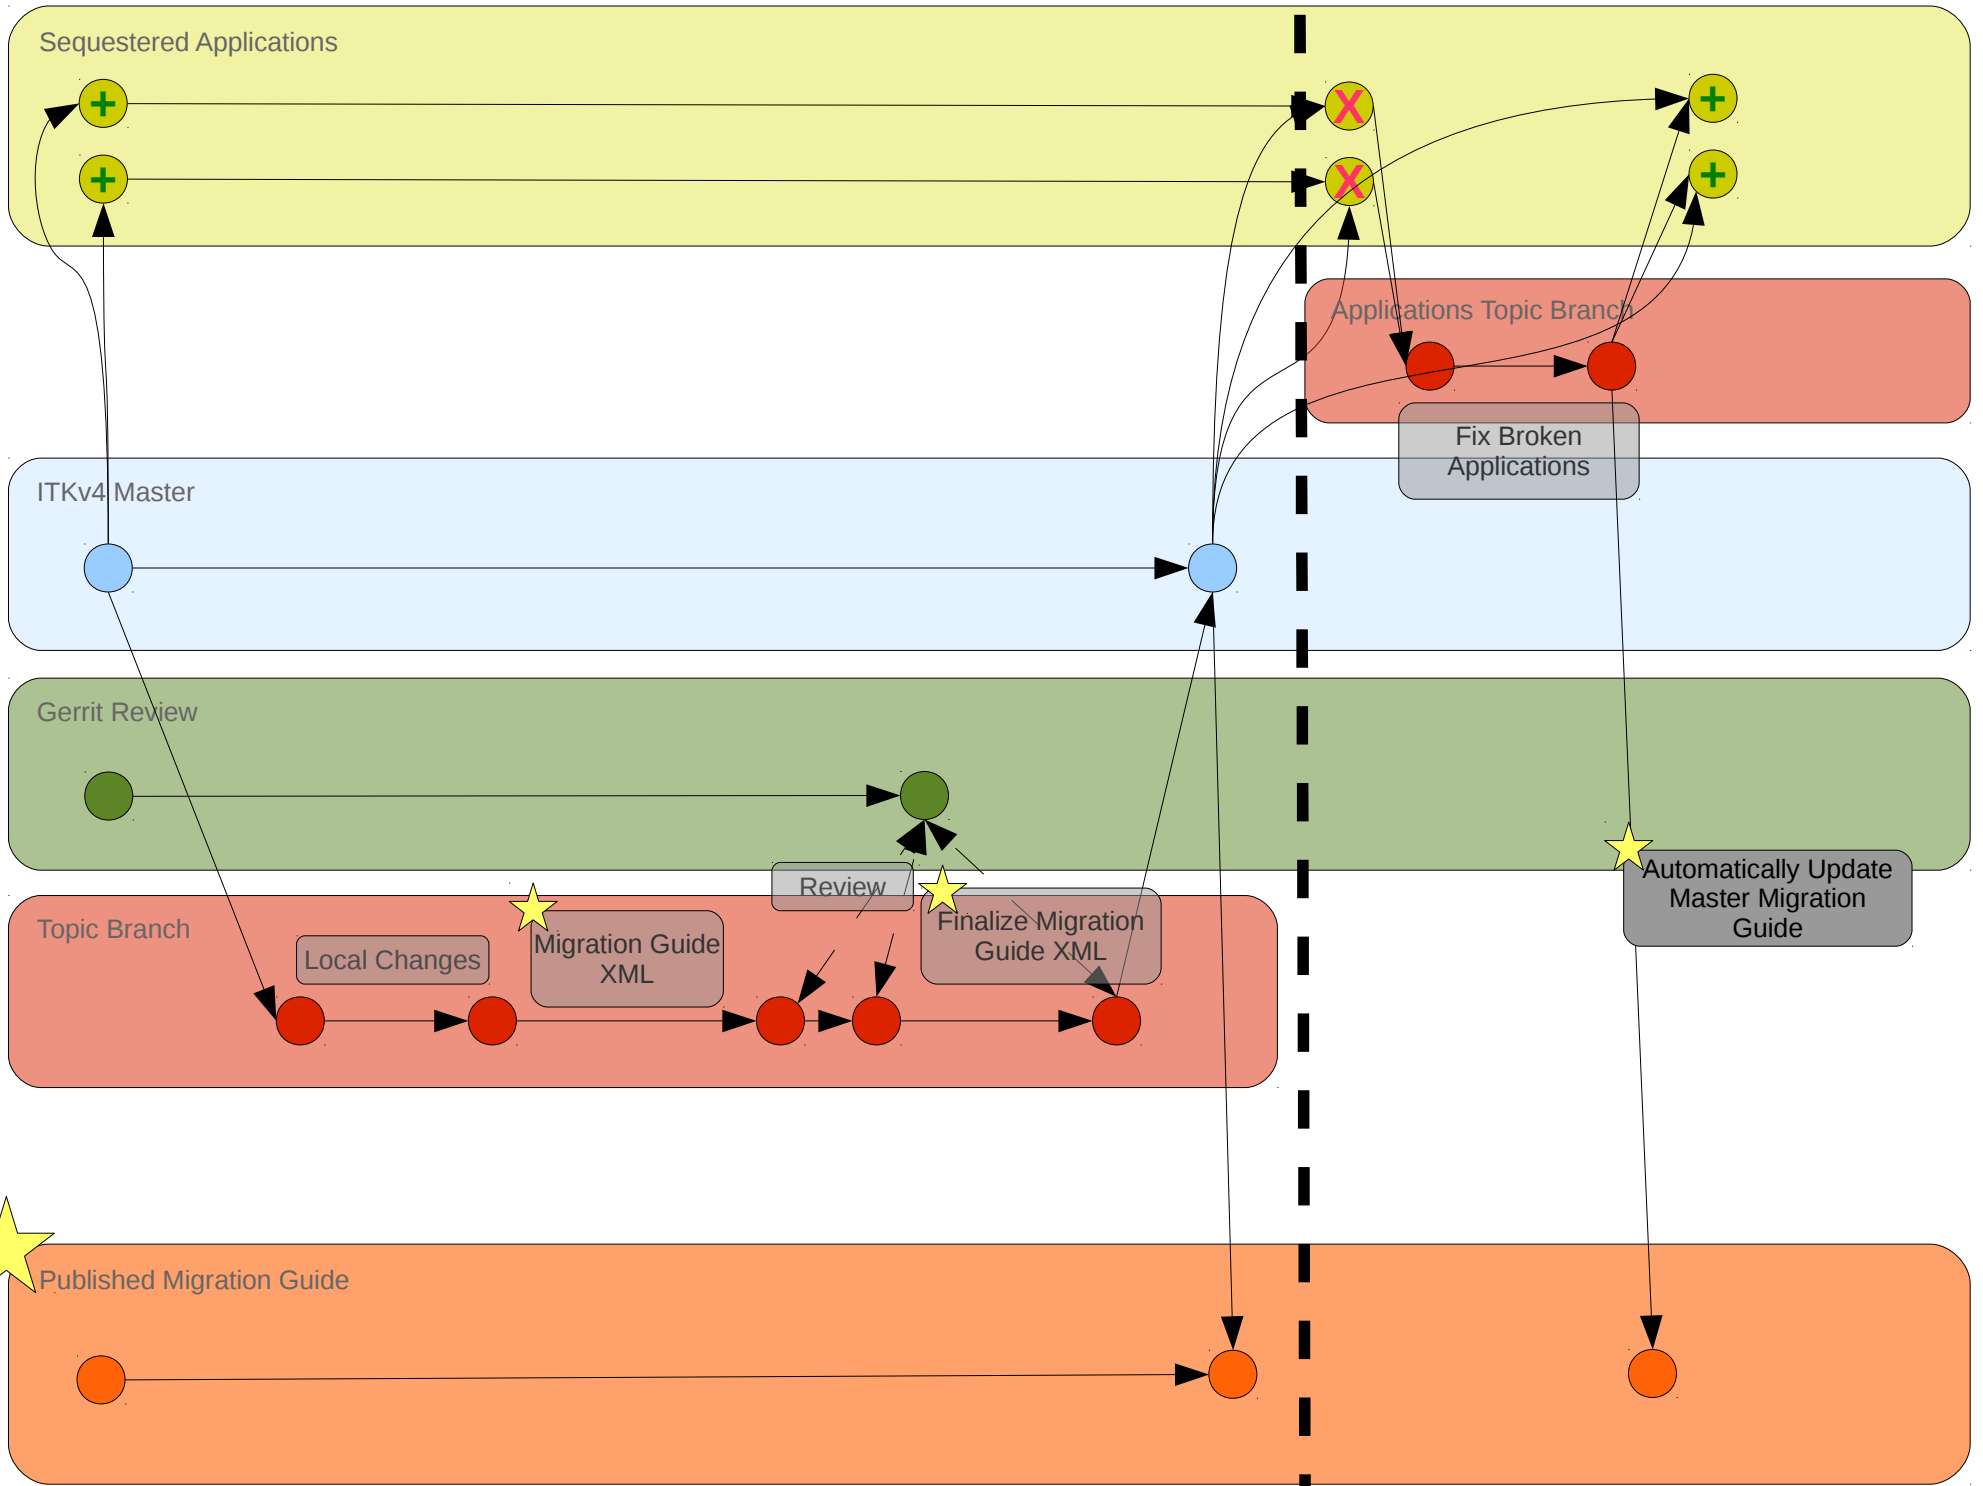 Sequestered Applications
+
X
+
+
X
+
Applications Topic Branch
Fix Broken
Applications
ITKv4 Master
Gerrit Review
Automatically Update
Master Migration
Guide
Review
Topic Branch
Local Changes
Migration Guide
XML
Finalize Migration
Guide XML
Published Migration Guide